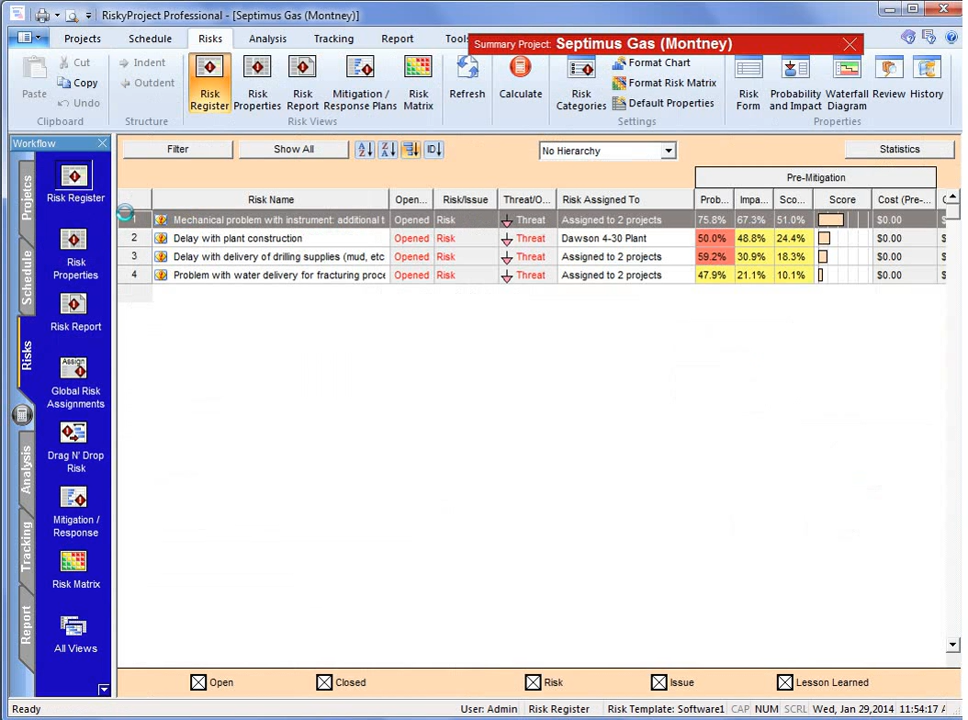 RiskyProject Professional - [Septimus Gas (Montney)]
Projects Schedule Risks Analysis Tracking Report Tools
Summary Project: Septimus Gas (Montney)
Paste Cut Copy Undo
Clipboard
Indent Outdent
Structure
Risk Register
Risk Properties
Risk Report
Mitigation / Response Plans
Risk Matrix
Risk Views
Refresh
Calculate
Risk Categories
Format Chart
Format Risk Matrix
Default Properties
Settings
Risk Form
Probability and Impact
Waterfall Diagram
Review
History
Properties
Workflow
Projetcs
Schedule
Risks
Analysis
Tracking
Report
Risk Register
Risk Properties
Risk Report
Assign
Global Risk Assignments
Drag N' Drop Risk
Mitigation / Response
Risk Matrix
All Views
Filter Show All No Hierarchy Statistics
Pre-Mitigation
Risk Name Open... Risk/Issue Threat/O... Risk Assigned To Prob... Impa... Sco... Score Cost (Pre-...
1 Mechanical problem with instrument: additional t Opened Risk Threat Assigned to 2 projects 75.8% 67.3% 51.0% $0.00
2 Delay with plant construction Opened Risk Threat Dawson 4-30 Plant 50.0% 48.8% 24.4% $0.00
3 Delay with delivery of drilling supplies (mud, etc Opened Risk Threat Assigned to 2 projects 59.2% 30.9% 18.3% $0.00
4 Problem with water delivery for fracturing proce Opened Risk Threat Assigned to 2 projects 47.9% 21.1% 10.1% $0.00
Open Closed Risk Issue Lesson Learned
Ready User: Admin Risk Register Risk Template: Software1 CAP NUM SCRL Wed, Jan 29,2014 11:54:17